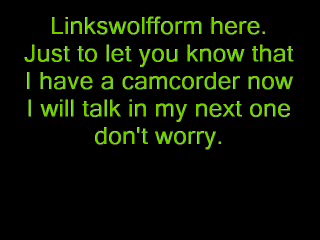 Linkswolfform here.
Just to let you know that
I have a camcorder now
I will talk in my next one
don't worry.